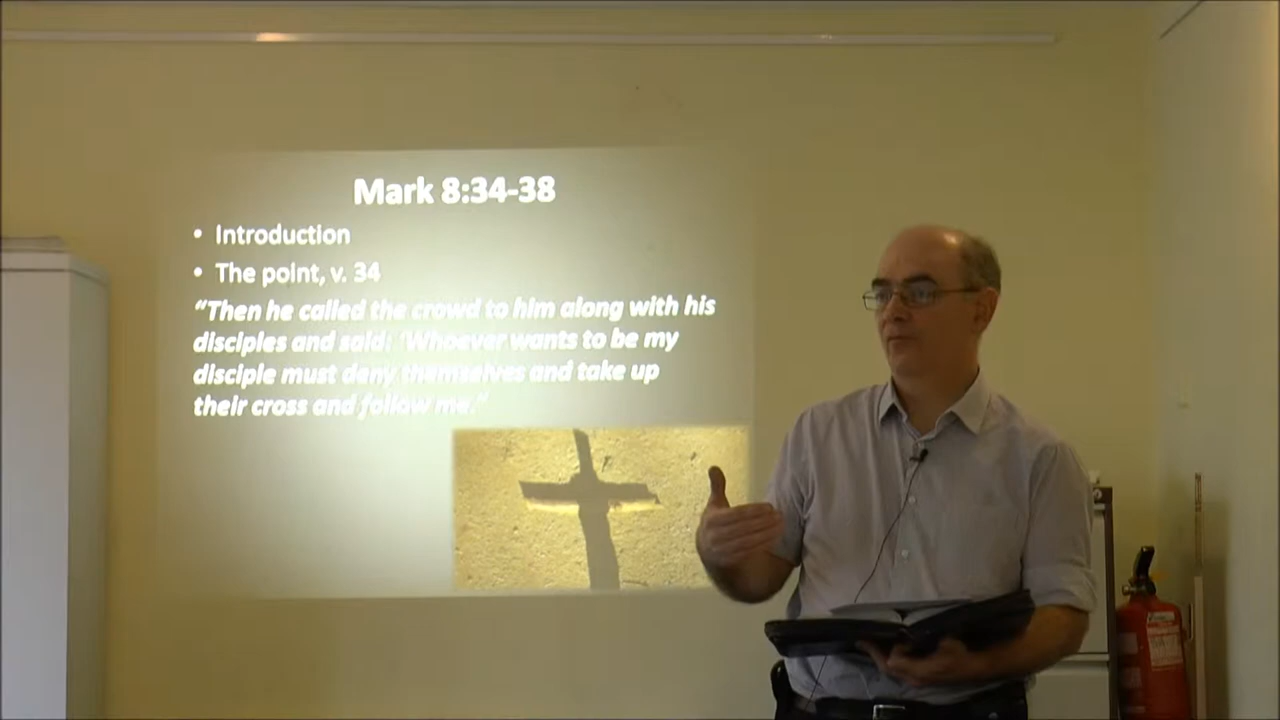 Mark 8:34-38
• Introduction
• The point, v. 34
“Then he called the crowd to him along with his
disciples and said: ‘Whoever wants to be my
disciple must deny themselves and take up
their cross and follow me.”